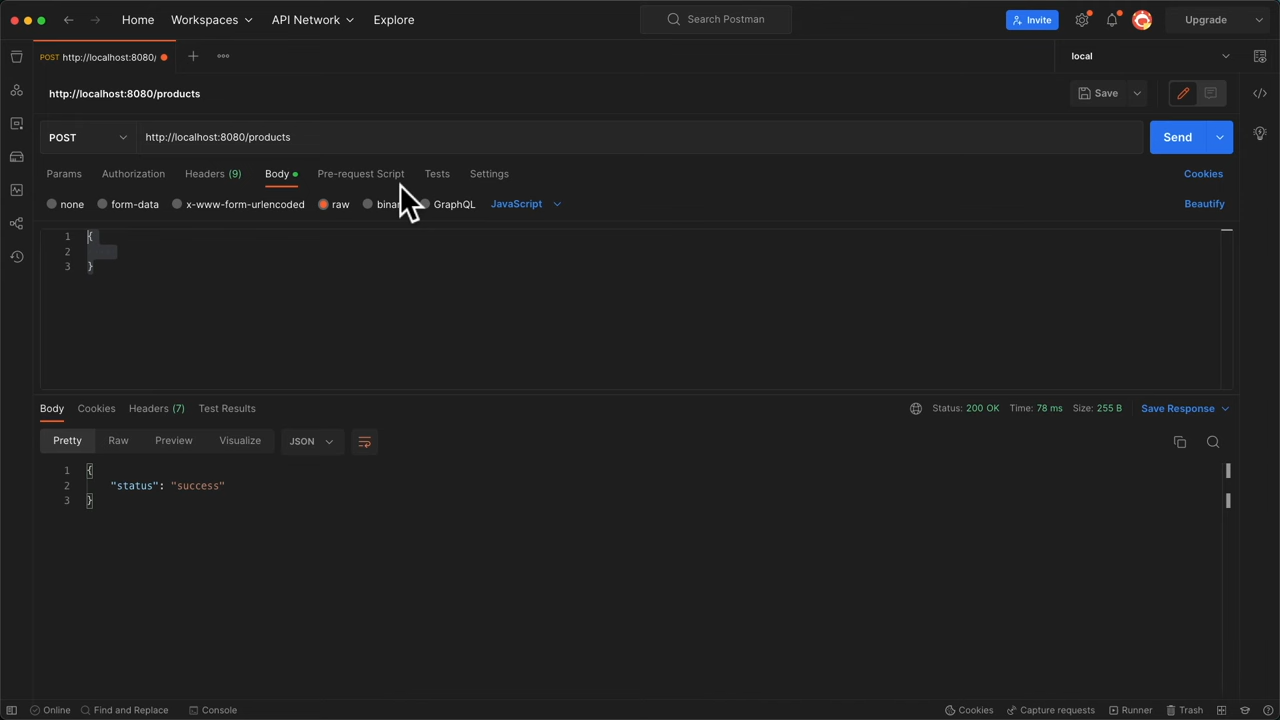 Home Workspaces API Network Explore Search Postman Invite Upgrade
POST http://localhost:8080/ local
http://localhost:8080/products Save
POST http://localhost:8080/products Send
Params Authorization Headers (9) Body Pre-request Script Tests Settings Cookies
none form-data x-www-form-urlencoded raw GraphQL JavaScript Beautify
1 {
2
3 }
Body Cookies Headers (7) Test Results Status: 200 OK Time: 78 ms Size: 255 B Save Response
Pretty Raw Preview Visualize JSON
1 {
2 "status": "success"
3 }
Online Find and Replace Console Cookies Capture requests Runner Trash